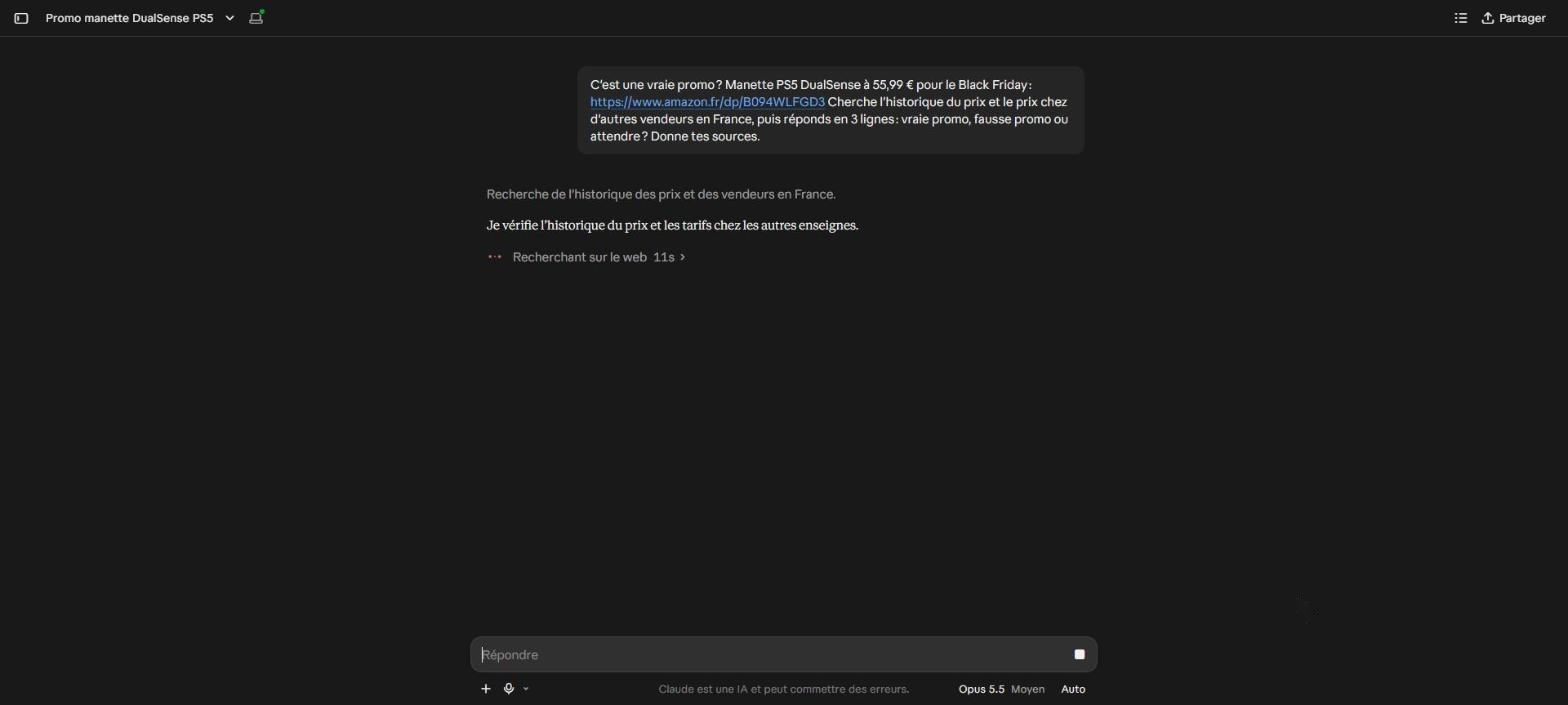 Promo manette DualSense PS5
Partager
C'est une vraie promo ? Manette PS5 DualSense à 55,99 € pour le Black Friday :
https://www.amazon.fr/dp/B094WLFGD3 Cherche l'historique du prix et le prix chez
d'autres vendeurs en France, puis réponds en 3 lignes : vraie promo, fausse promo ou
attendre ? Donne tes sources.
Recherche de l'historique des prix et des vendeurs en France.
Je vérifie l'historique du prix et les tarifs chez les autres enseignes.
Recherchant sur le web 11s
Répondre
Claude est une IA et peut commettre des erreurs.
Opus 5.5 Moyen Auto